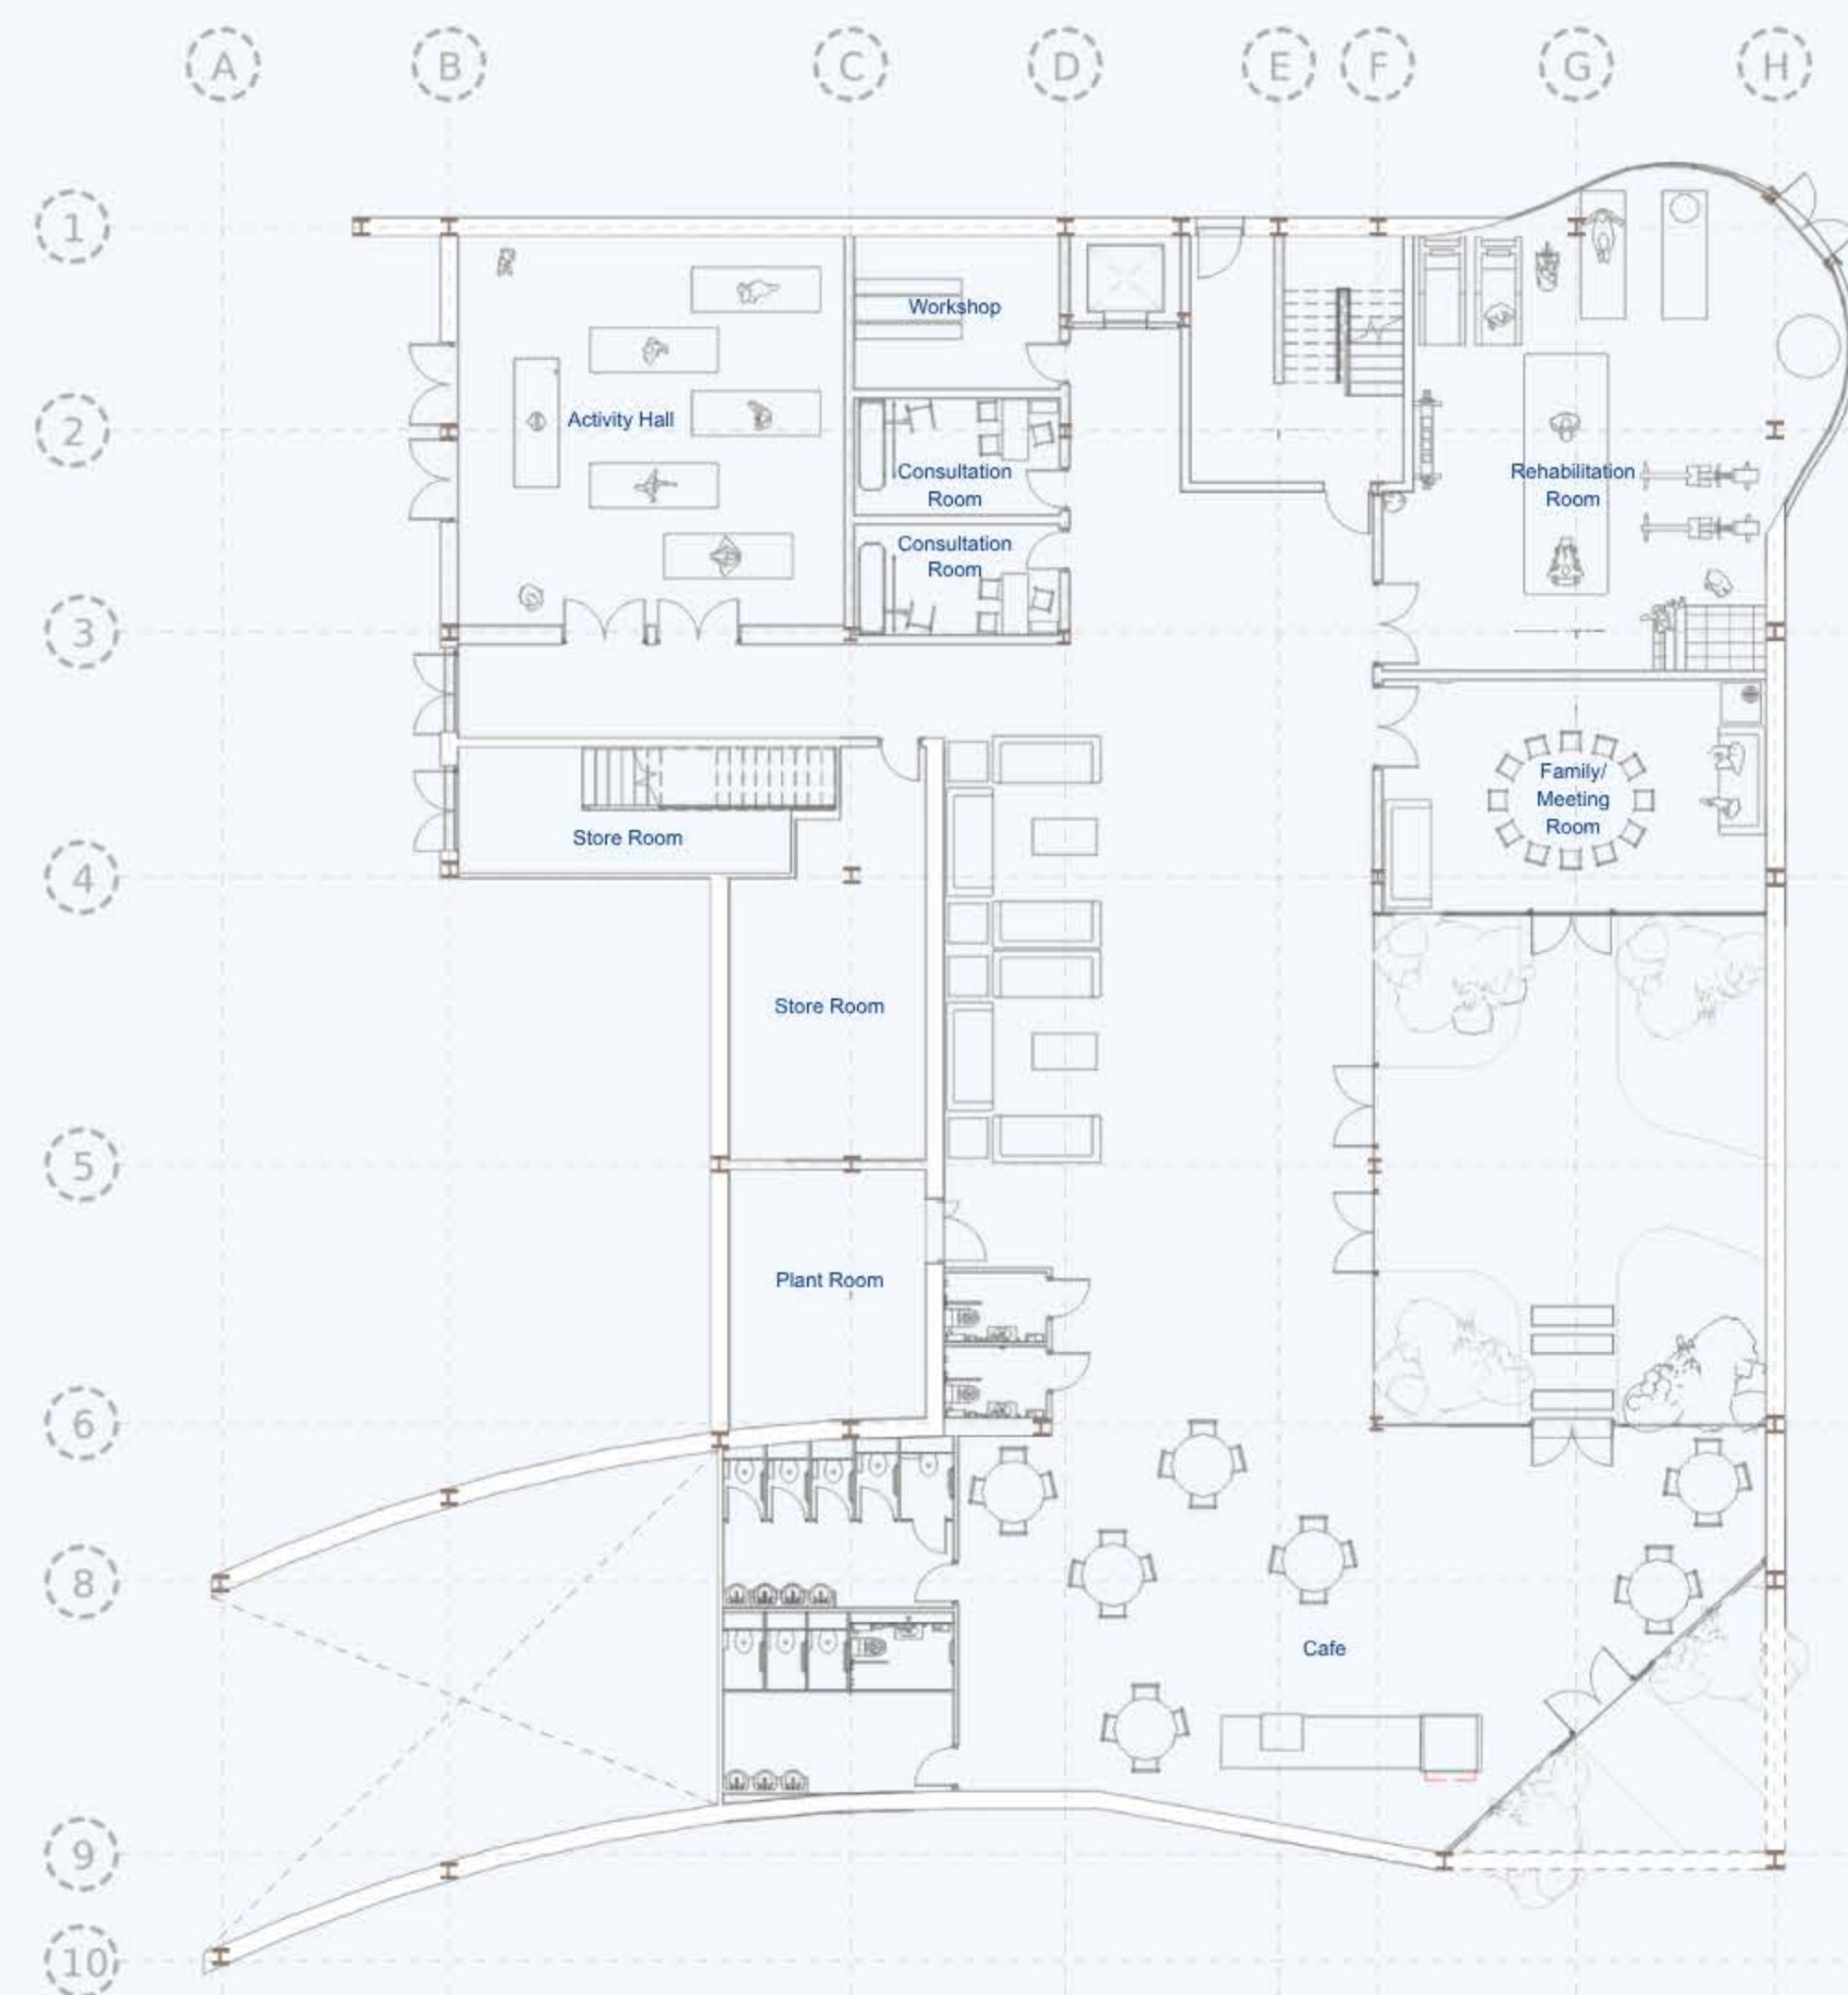 A
B
C
D
E
F
G
H
1
2
3
4
5
6
8
9
10
Workshop
Activity Hall
Consultation
Room
Consultation
Room
Rehabilitation
Room
Family/
Meeting
Room
Store Room
Store Room
Plant Room
Cafe